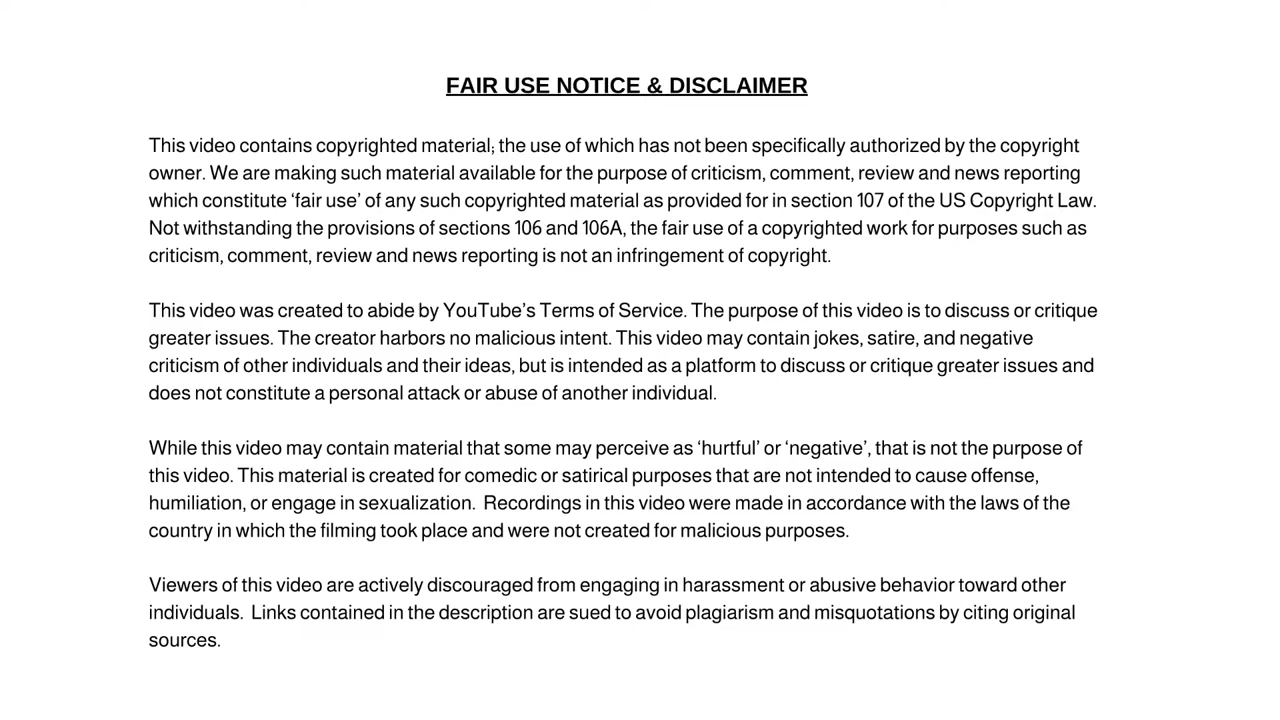 FAIR USE NOTICE & DISCLAIMER
This video contains copyrighted material; the use of which has not been specifically authorized by the copyright
owner. We are making such material available for the purpose of criticism, comment, review and news reporting
which constitute ‘fair use’ of any such copyrighted material as provided for in section 107 of the US Copyright Law.
Not withstanding the provisions of sections 106 and 106A, the fair use of a copyrighted work for purposes such as
criticism, comment, review and news reporting is not an infringement of copyright.
This video was created to abide by YouTube’s Terms of Service. The purpose of this video is to discuss or critique
greater issues. The creator harbors no malicious intent. This video may contain jokes, satire, and negative
criticism of other individuals and their ideas, but is intended as a platform to discuss or critique greater issues and
does not constitute a personal attack or abuse of another individual.
While this video may contain material that some may perceive as ‘hurtful’ or ‘negative’, that is not the purpose of
this video. This material is created for comedic or satirical purposes that are not intended to cause offense,
humiliation, or engage in sexualization.  Recordings in this video were made in accordance with the laws of the
country in which the filming took place and were not created for malicious purposes.
Viewers of this video are actively discouraged from engaging in harassment or abusive behavior toward other
individuals.  Links contained in the description are sued to avoid plagiarism and misquotations by citing original
sources.